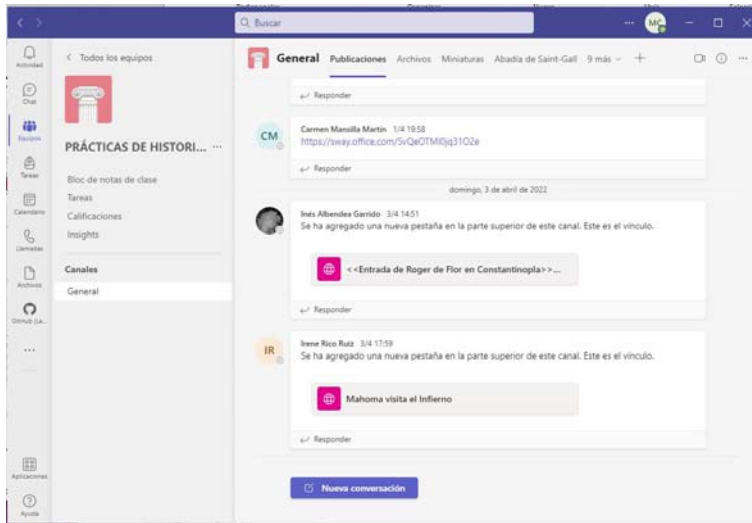 Buscar
MC
Actividad
Chat
Equipos
Tareas
Calendario
Llamadas
Archivos
GitHub (La...
...
Aplicaciones
Ayuda
Todos los equipos
PRÁCTICAS DE HISTORI... ...
Bloc de notas de clase
Tareas
Calificaciones
Insights
Canales
General
General Publicaciones Archivos Miniaturas Abadía de Saint-Gall 9 más
Responder
CM
Carmen Mansilla Martín 1/4 19:58
Responder
domingo, 3 de abril de 2022
Inés Albendea Garrido 3/4 14:51
Se ha agregado una nueva pestaña en la parte superior de este canal. Este es el vínculo.
<<Entrada de Roger de Flor en Constantinopla>>...
Responder
IR
Irene Rico Ruiz 3/4 17:59
Se ha agregado una nueva pestaña en la parte superior de este canal. Este es el vínculo.
Mahoma visita el Infierno
Responder
Nueva conversación